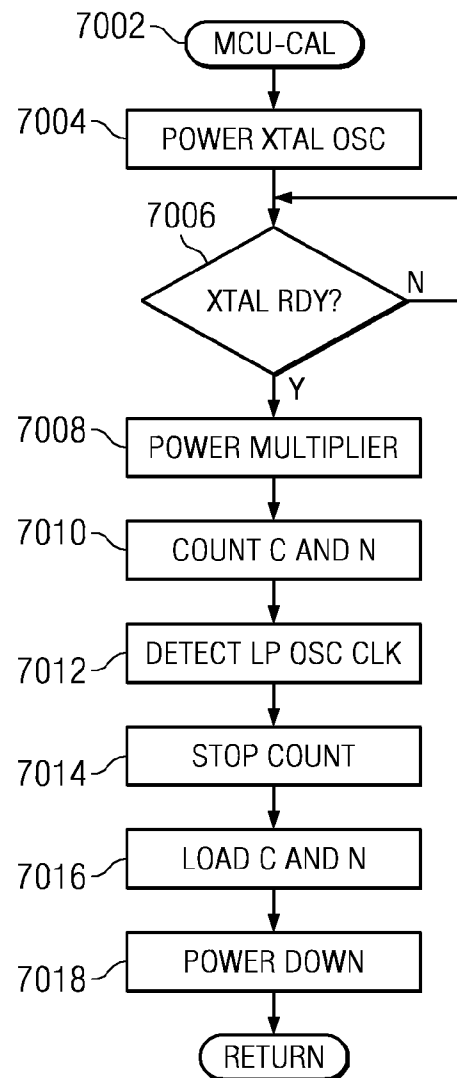 7002
MCU-CAL
7004
POWER XTAL OSC
7006
XTAL RDY?
N
Y
7008
POWER MULTIPLIER
7010
COUNT C AND N
7012
DETECT LP OSC CLK
7014
STOP COUNT
7016
LOAD C AND N
7018
POWER DOWN
RETURN